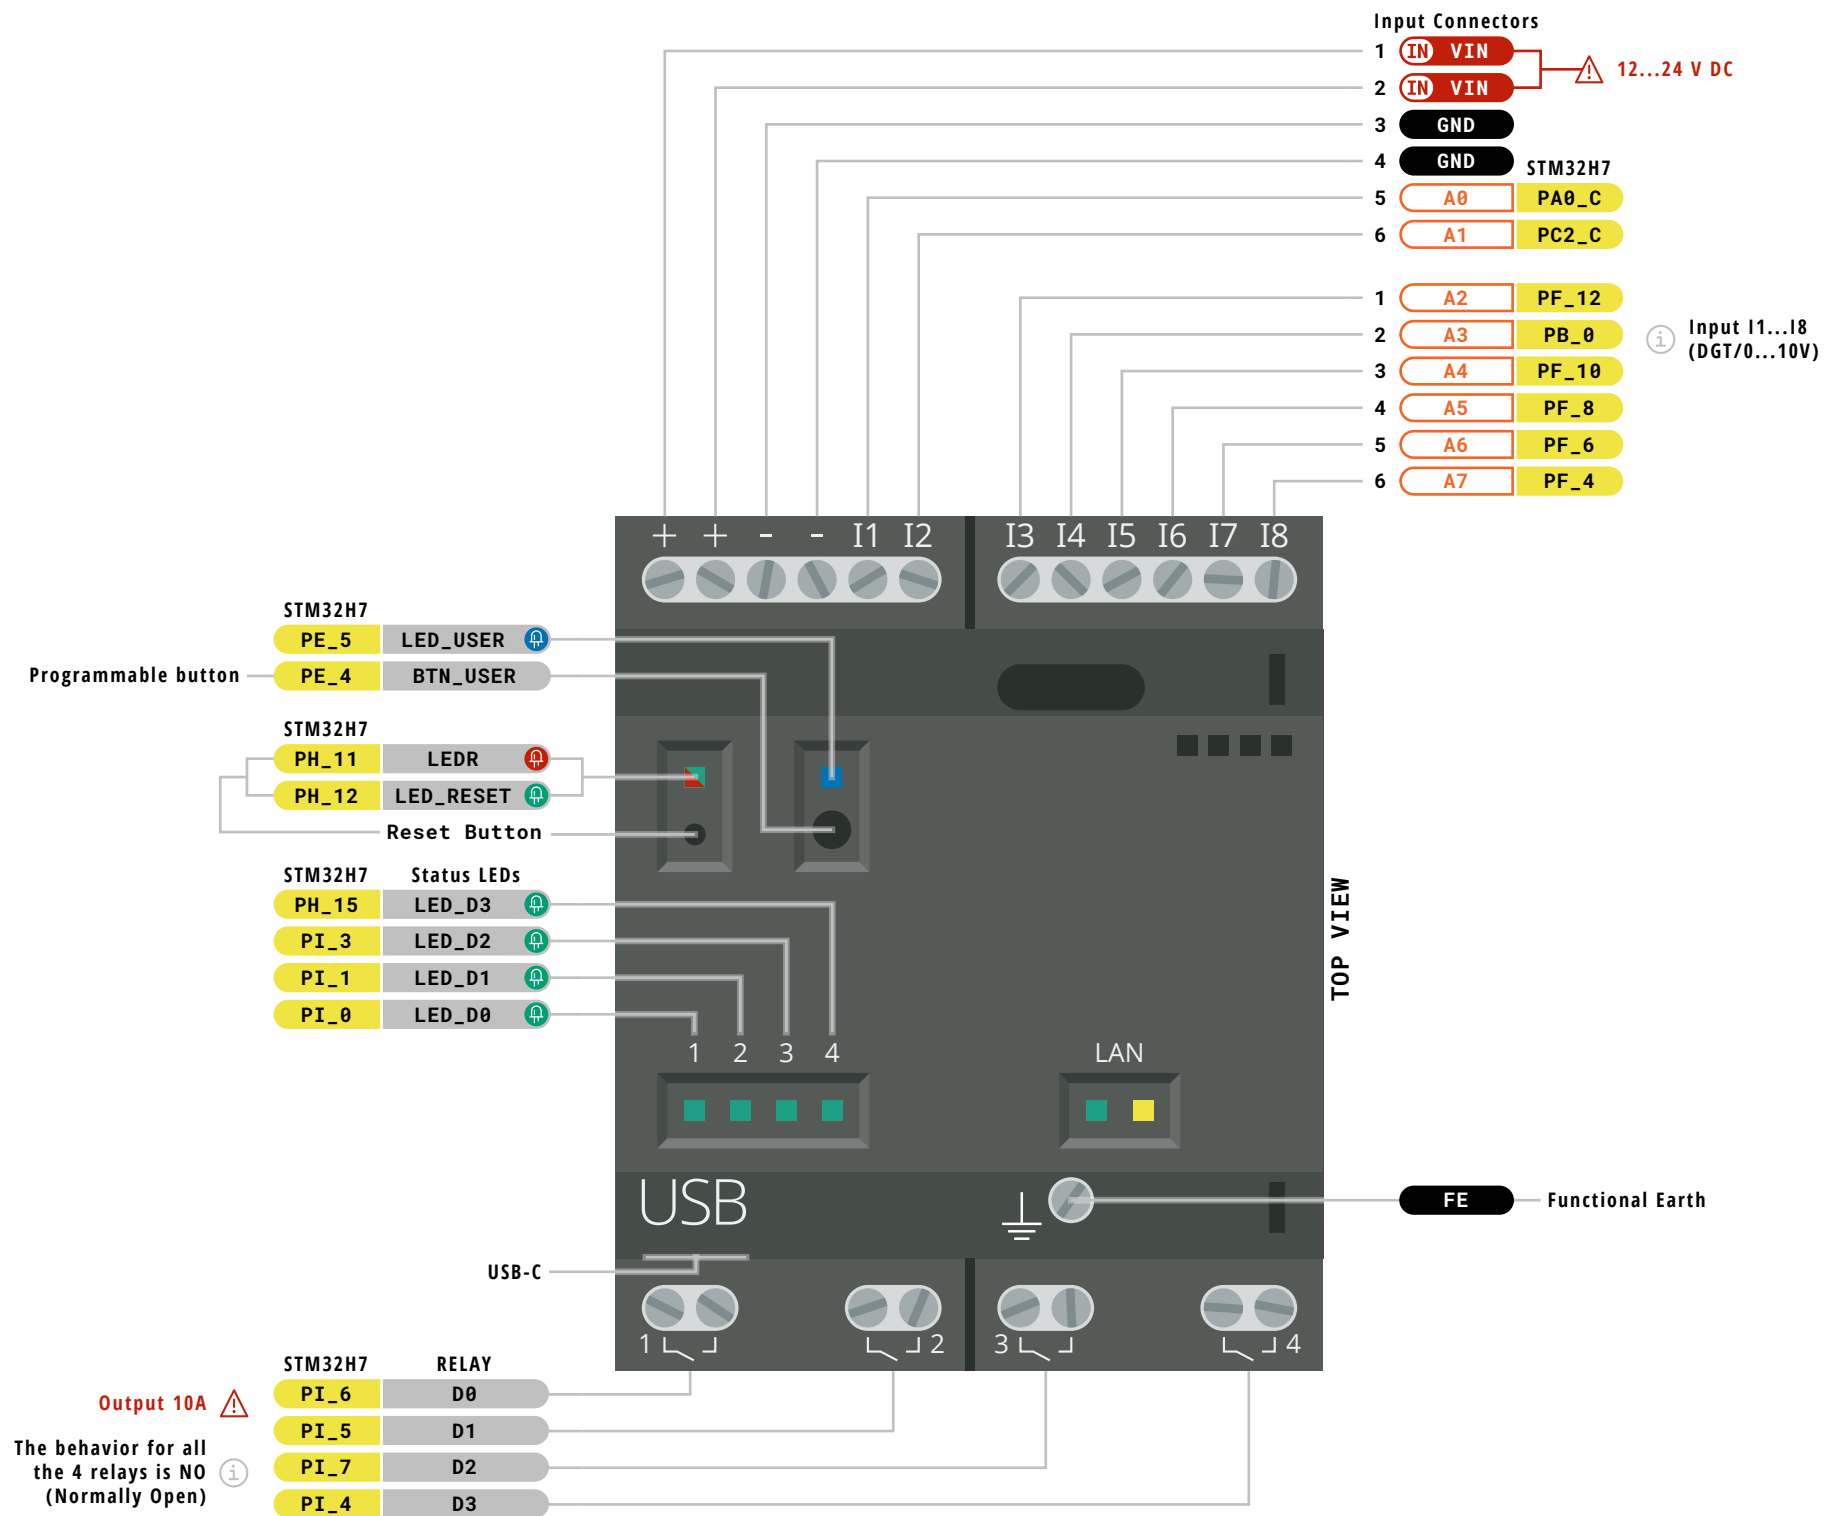 Input Connectors
1 IN VIN
12...24 V DC
2 IN VIN
3 GND
4 GND
STM32H7
5 A0 PA0_C
6 A1 PC2_C
1 A2 PF_12
2 A3 PB_0
Input I1...I8
(DGT/0...10V)
3 A4 PF_10
4 A5 PF_8
5 A6 PF_6
6 A7 PF_4
+ + - - I1 I2 I3 I4 I5 I6 I7 I8
STM32H7
PE_5 LED_USER
Programmable button PE_4 BTN_USER
STM32H7
PH_11 LEDR
PH_12 LED_RESET
Reset Button
STM32H7 Status LEDs
PH_15 LED_D3
PI_3 LED_D2
PI_1 LED_D1
PI_0 LED_D0
TOP VIEW
1 2 3 4 LAN
USB
FE Functional Earth
USB-C
1 2 3 4
STM32H7 RELAY
PI_6 D0
Output 10A
PI_5 D1
The behavior for all
the 4 relays is NO
(Normally Open)
PI_7 D2
PI_4 D3